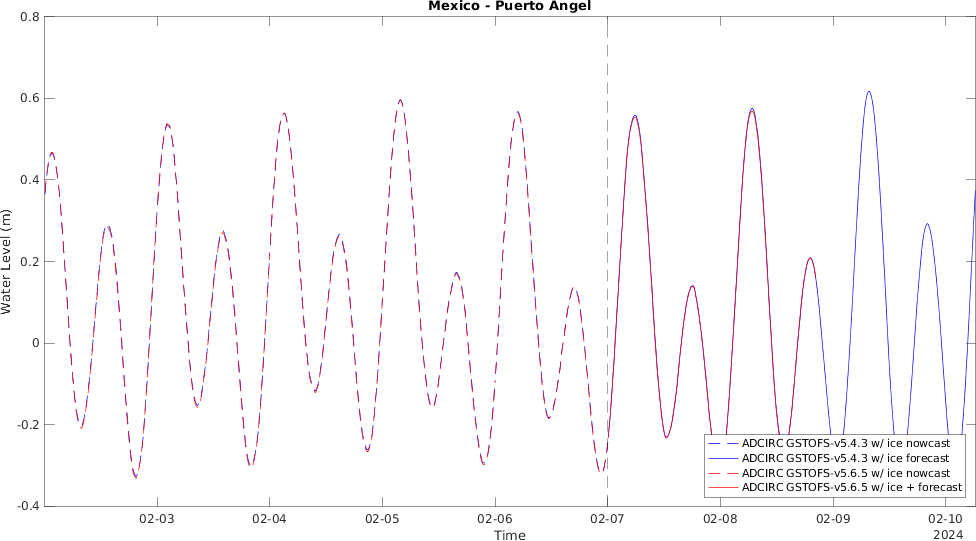 Mexico - Puerto Angel
0.8
0.6
0.4
0.2
0
-0.2
-0.4
Water Level (m)
ADCIRC GSTOFS-v5.4.3 w/ ice nowcast
ADCIRC GSTOFS-v5.4.3 w/ ice forecast
ADCIRC GSTOFS-v5.6.5 w/ ice nowcast
ADCIRC GSTOFS-v5.6.5 w/ ice + forecast
02-03 02-04 02-05 02-06 02-07 02-08 02-09 02-10
Time 2024